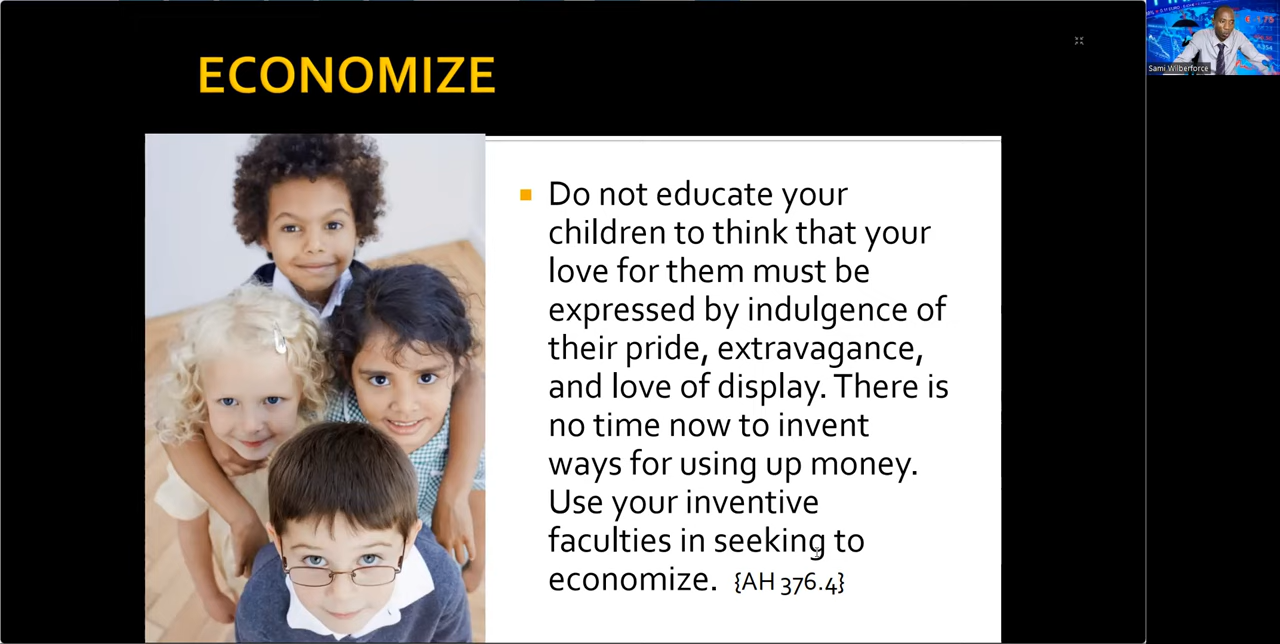 ECONOMIZE
Do not educate your
children to think that your
love for them must be
expressed by indulgence of
their pride, extravagance,
and love of display. There is
no time now to invent
ways for using up money.
Use your inventive
faculties in seeking to
economize. {AH 376.4}
Sami Wilberforce